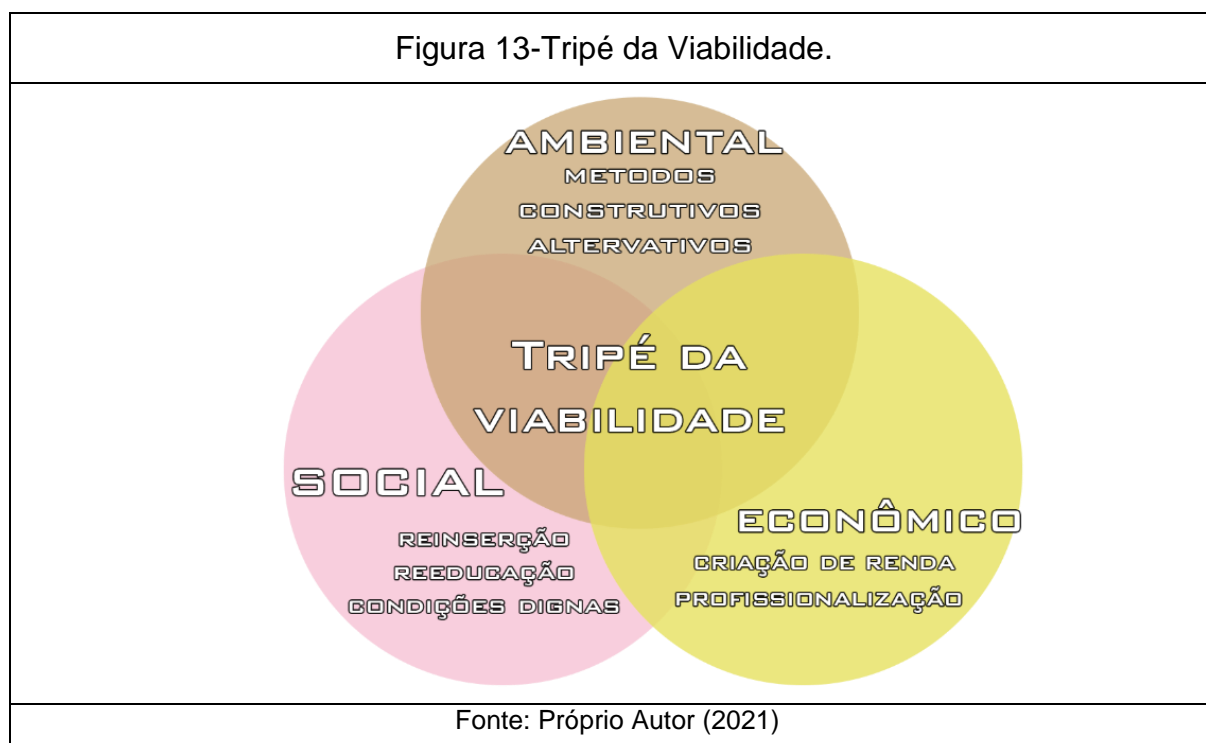 Figura 13-Tripé da Viabilidade.
AMBIENTAL
METODOS
CONSTRUTIVOS
ALTERVATIVOS
TRIPÉ DA
VIABILIDADE
SOCIAL
REINSERÇÃO
REEDUCAÇÃO
CONDIÇÕES DIGNAS
ECONÔMICO
CRIAÇÃO DE RENDA
PROFISSIONALIZAÇÃO
Fonte: Próprio Autor (2021)